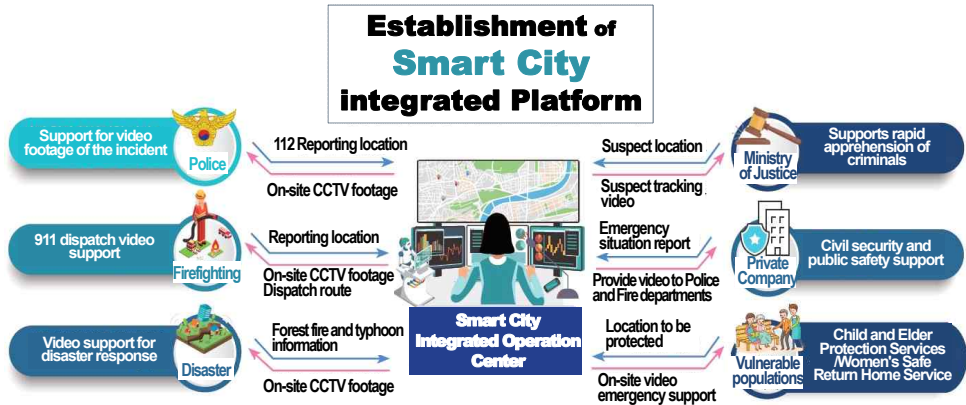 Establishment of
Smart City
integrated Platform
Support for video
footage of the incident
Police
112 Reporting location
On-site CCTV footage
911 dispatch video
support
Firefighting
Reporting location
On-site CCTV footage
Dispatch route
Video support for
disaster response
Disaster
Forest fire and typhoon
information
On-site CCTV footage
Smart City
Integrated Operation
Center
Suspect location
Suspect tracking
video
Ministry
of Justice
Supports rapid
apprehension of
criminals
Emergency
situation report
Provide video to Police
and Fire departments
Private
Company
Civil security and
public safety support
Location to be
protected
On-site video
emergency support
Vulnerable
populations
Child and Elder
Protection Services
/Women's Safe
Return Home Service